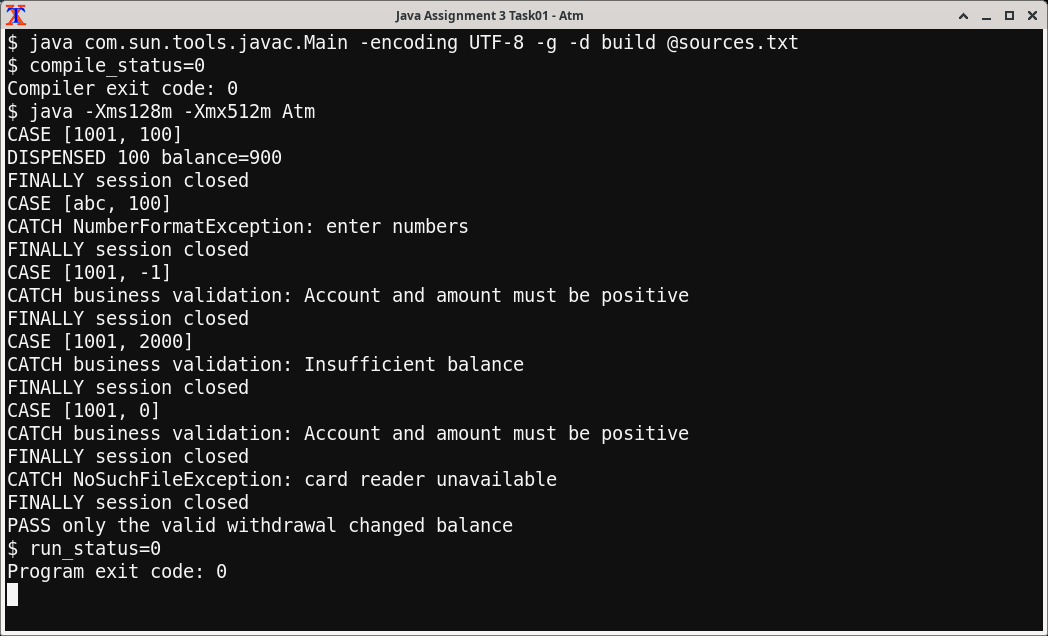 Java Assignment 3 Task01 - Atm
$ java com.sun.tools.javac.Main -encoding UTF-8 -g -d build @sources.txt
$ compile_status=0
Compiler exit code: 0
$ java -Xms128m -Xmx512m Atm
CASE [1001, 100]
DISPENSED 100 balance=900
FINALLY session closed
CASE [abc, 100]
CATCH NumberFormatException: enter numbers
FINALLY session closed
CASE [1001, -1]
CATCH business validation: Account and amount must be positive
FINALLY session closed
CASE [1001, 2000]
CATCH business validation: Insufficient balance
FINALLY session closed
CASE [1001, 0]
CATCH business validation: Account and amount must be positive
FINALLY session closed
CATCH NoSuchFileException: card reader unavailable
FINALLY session closed
PASS only the valid withdrawal changed balance
$ run_status=0
Program exit code: 0